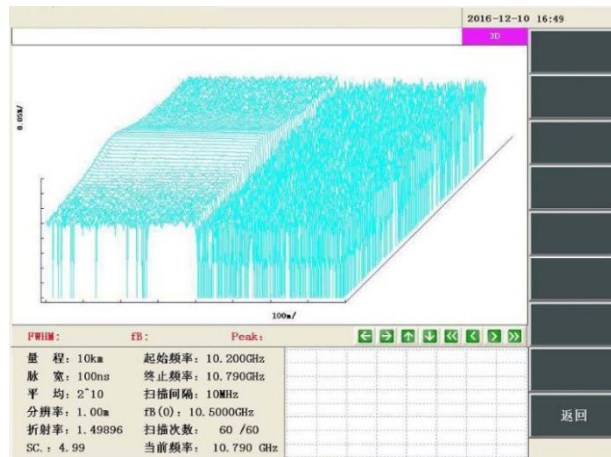 2016-12-10 16:49
3D
0.05%/
100m/
FWHM: fB: Peak:
量 程：10km 起始频率：10.200GHz
脉 宽：100ns 终止频率：10.790GHz
平 均：2^10 扫描间隔：10MHz
分辨率：1.00m fB(0)：10.5000GHz
折射率：1.49896 扫描次数： 60 /60
SC.：4.99 当前频率：10.790 GHz
返回